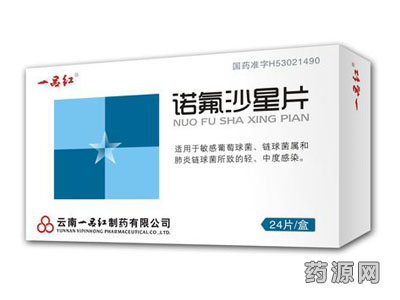 国药准字H53021490
一品红
诺氟沙星片
NUO FU SHA XING PIAN
适用于敏感葡萄球菌、链球菌属和
肺炎链球菌所致的轻、中度感染。
云南一品红制药有限公司
YUNNAN YIPINHONG PHARMACEUTICAL CO.,LTD.
24片/盒
一品红
药源网